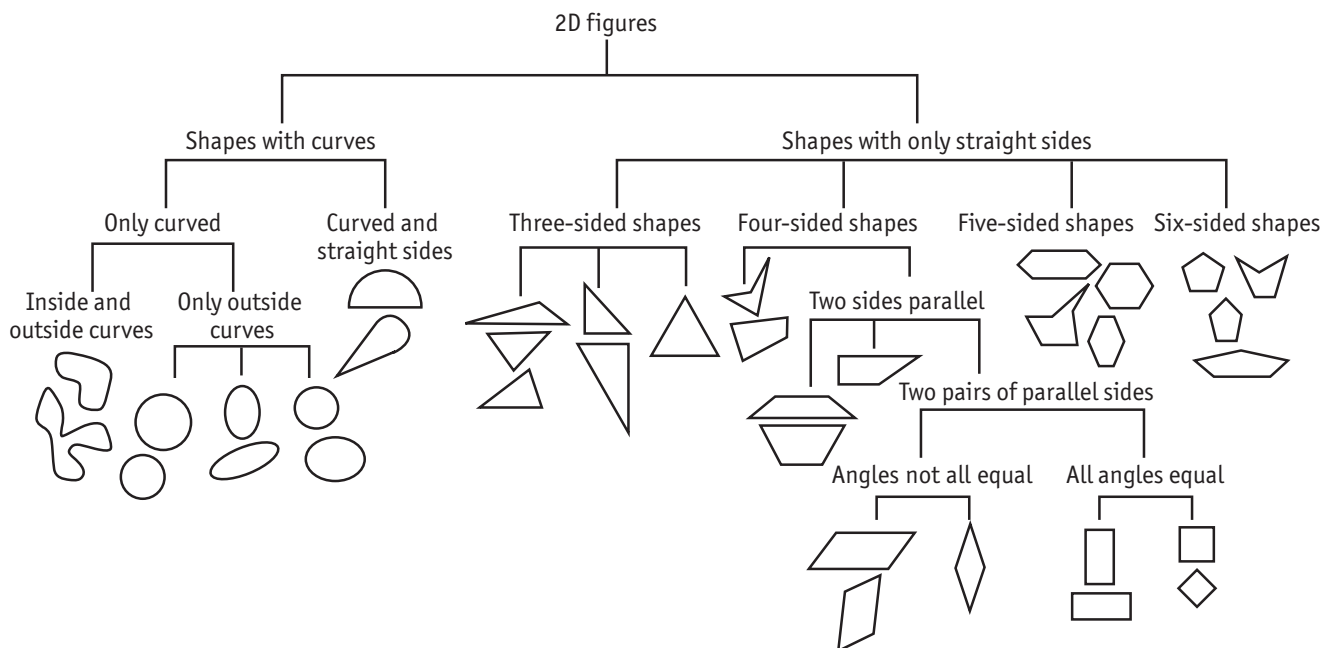 2D figures
Shapes with curves
Shapes with only straight sides
Only curved
Curved and
straight sides
Three-sided shapes
Four-sided shapes
Five-sided shapes
Six-sided shapes
Inside and
outside curves
Only outside
curves
Two sides parallel
Two pairs of parallel sides
Angles not all equal
All angles equal